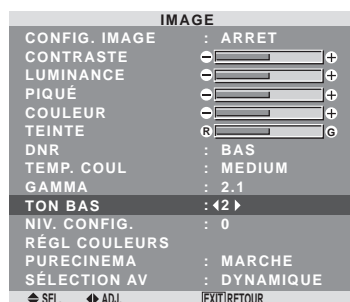 IMAGE
CONFIG. IMAGE : ARRET
CONTRASTE
LUMINANCE
PIQUÉ
COULEUR
TEINTE R G
DNR : BAS
TEMP. COUL : MEDIUM
GAMMA : 2.1
TON BAS : 2
NIV. CONFIG. : 0
RÉGL COULEURS
PURECINEMA : MARCHE
SÉLECTION AV : DYNAMIQUE
SEL. ADJ. EXIT RETOUR